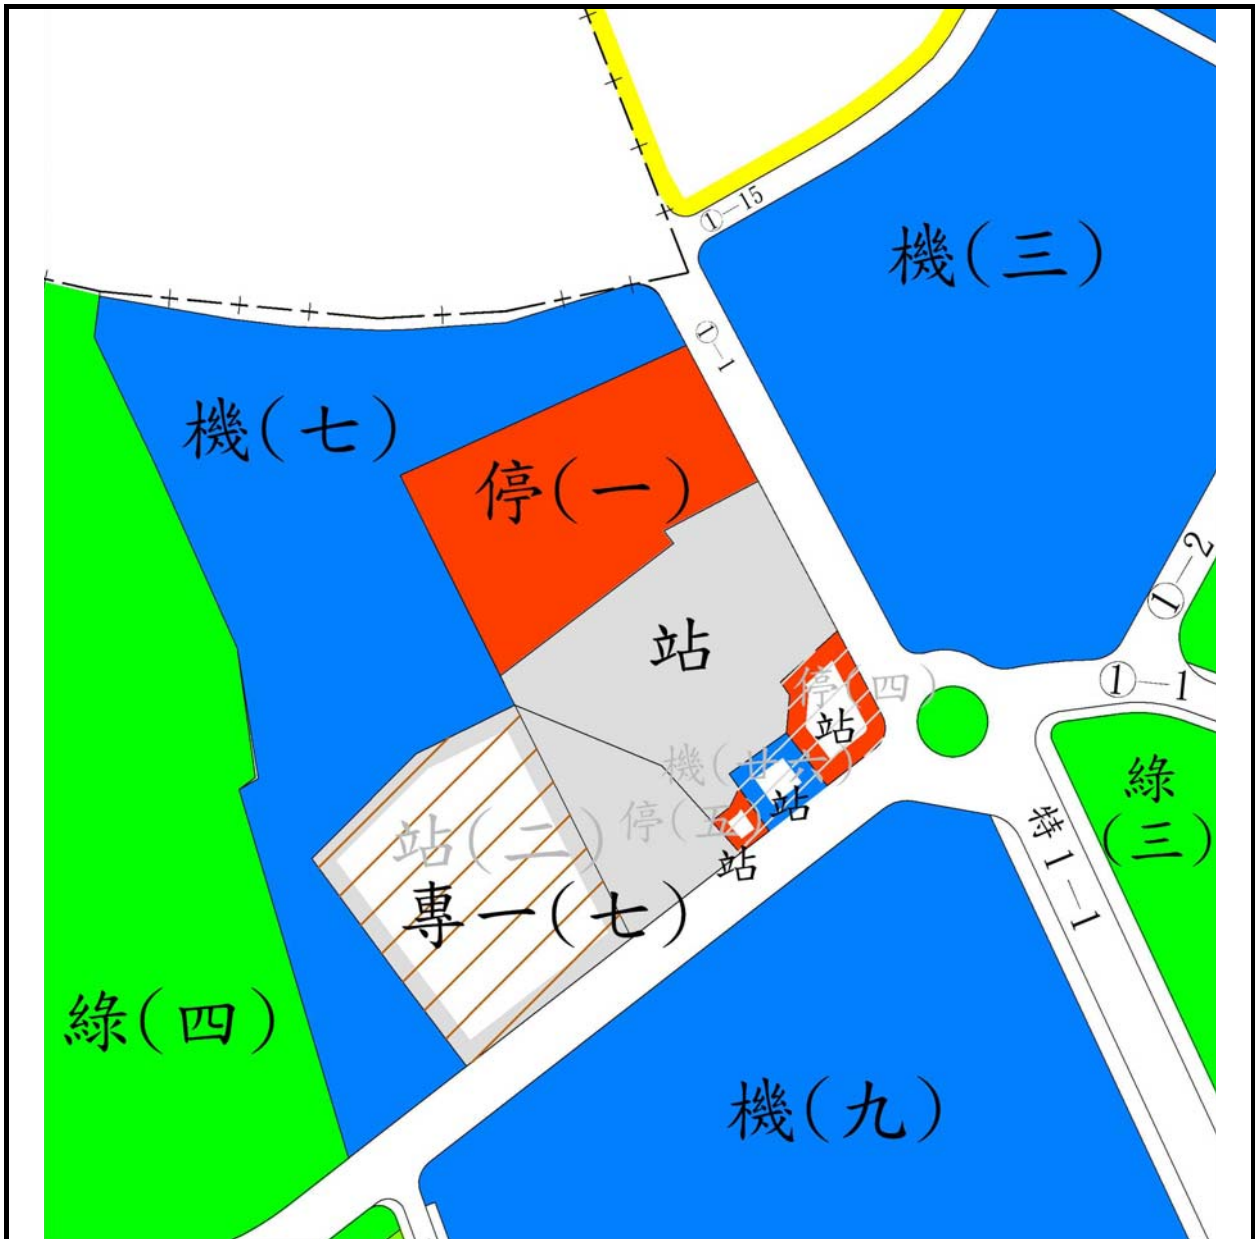 ①—15
機(三)
①—1
機(七)
停(一)
①—2
站
停(四)
①—1
站
機(廿六)
綠
(三)
站
站(二)
停(五)
站
特1—1
專一(七)
綠(四)
機(九)